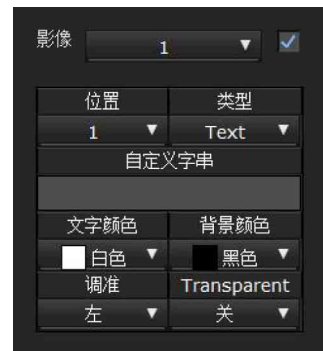 影像 1
位置 类型
1 Text
自定义字串
文字颜色 背景颜色
白色 黑色
调准 Transparent
左 关